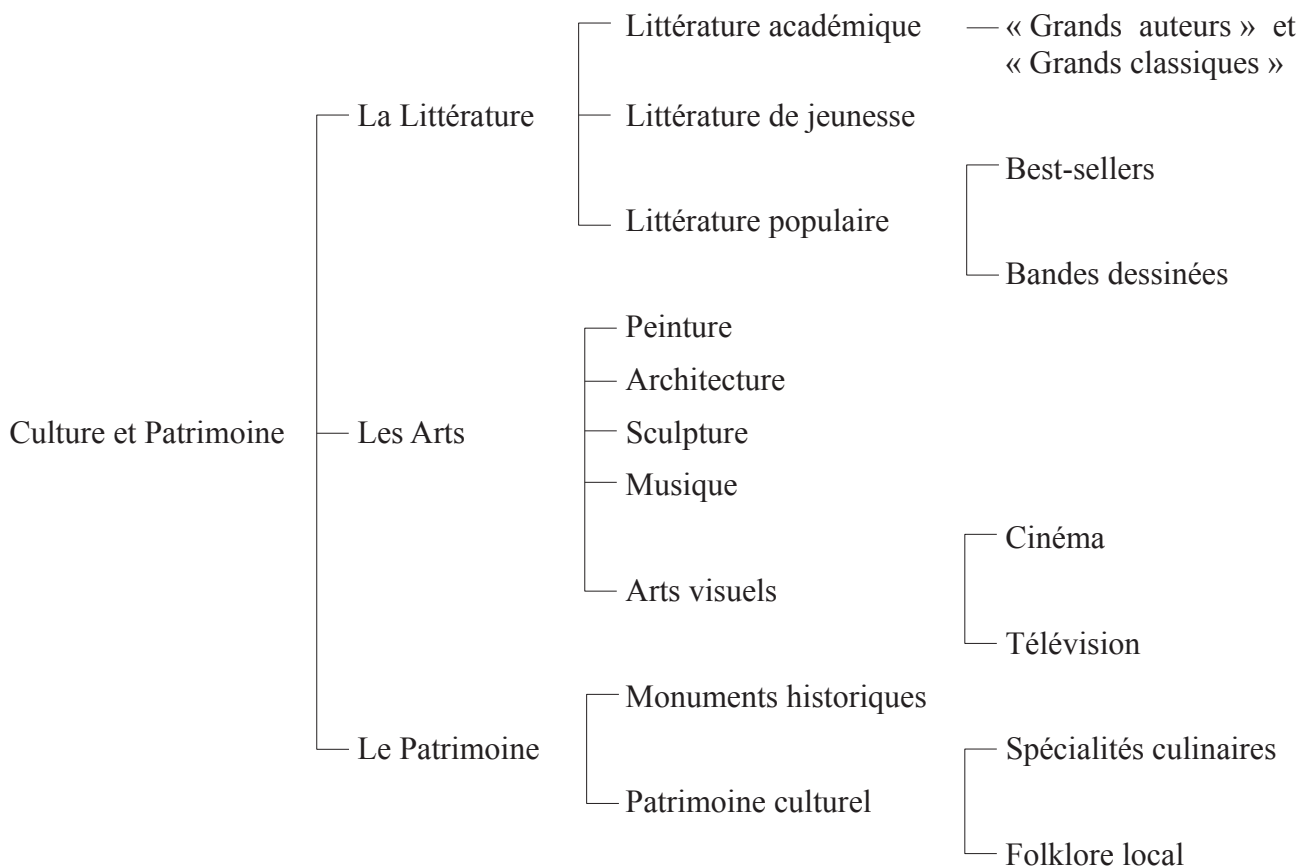 Littérature académique
« Grands auteurs » et
« Grands classiques »
La Littérature
Littérature de jeunesse
Best-sellers
Littérature populaire
Bandes dessinées
Peinture
Architecture
Culture et Patrimoine
Les Arts
Sculpture
Musique
Cinéma
Arts visuels
Télévision
Monuments historiques
Le Patrimoine
Spécialités culinaires
Patrimoine culturel
Folklore local